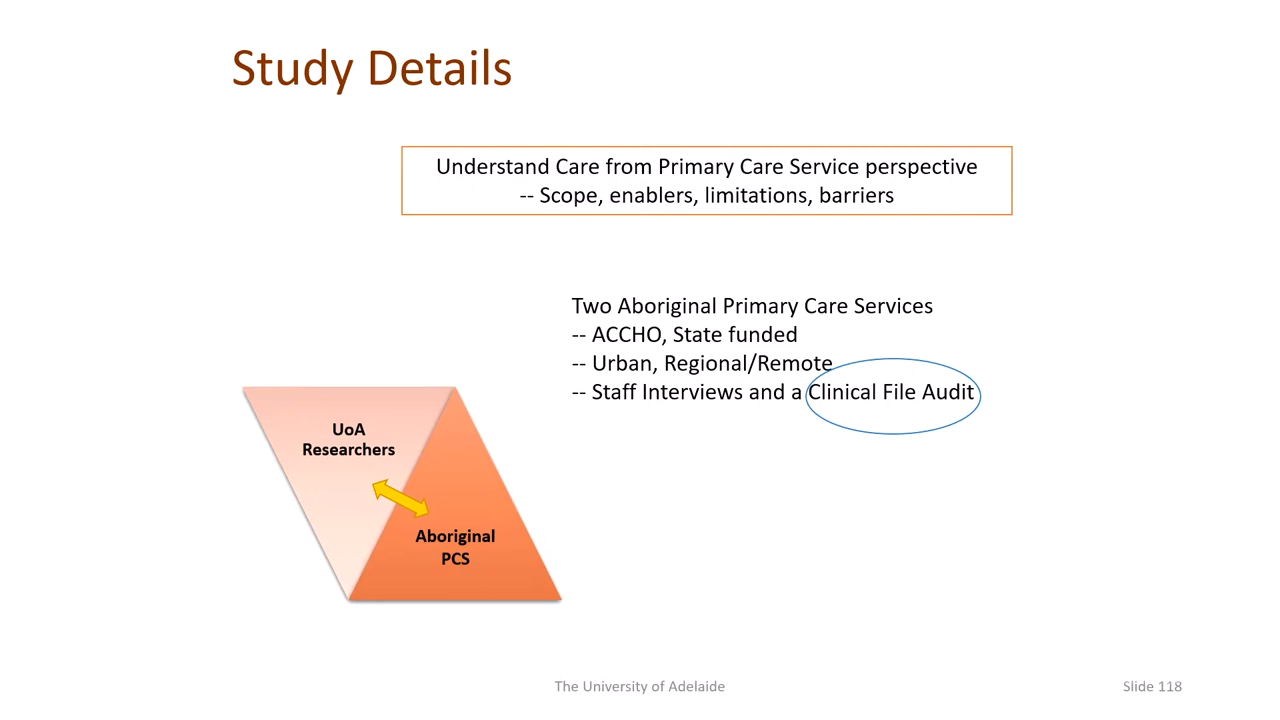 Study Details
Understand Care from Primary Care Service perspective
-- Scope, enablers, limitations, barriers
Two Aboriginal Primary Care Services
-- ACCHO, State funded
-- Urban, Regional/Remote
-- Staff Interviews and a Clinical File Audit
UoA
Researchers
Aboriginal
PCS
The University of Adelaide
Slide 118